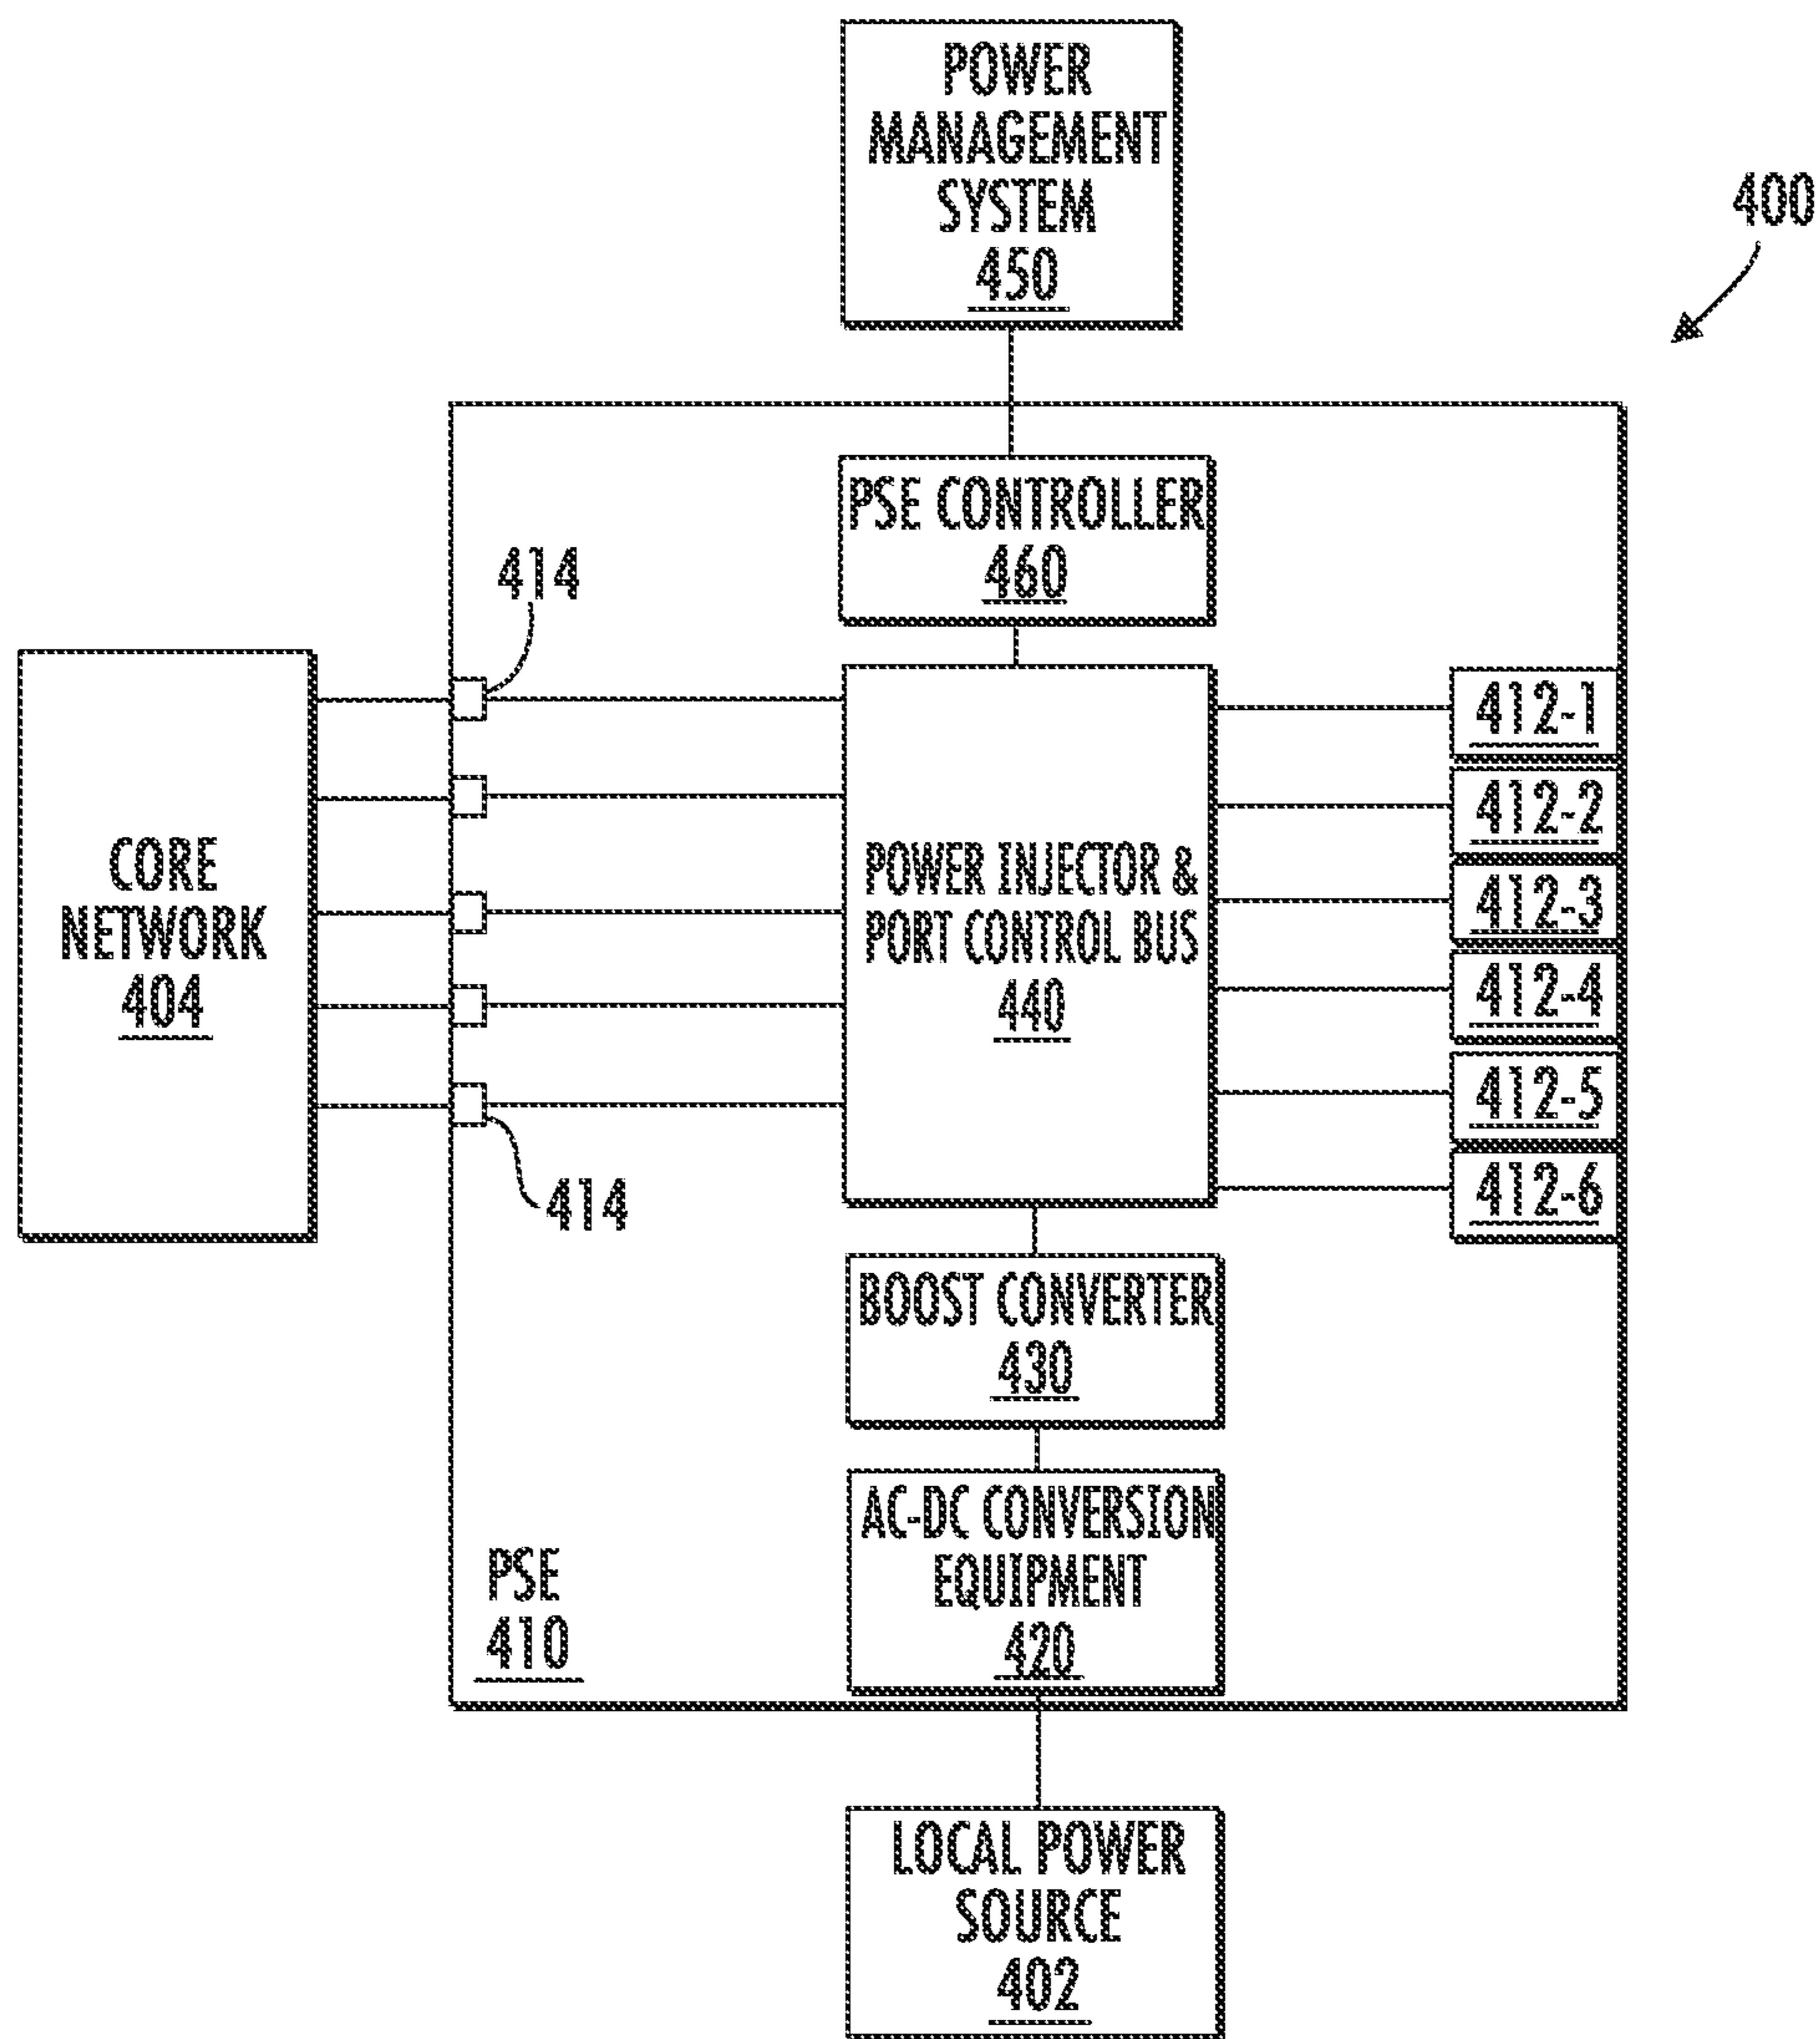 POWER
MANAGEMENT
SYSTEM
450
400
PSE CONTROLLER
460
414
CORE
NETWORK
404
POWER INJECTOR &
PORT CONTROL BUS
440
412-1
412-2
412-3
412-4
412-5
412-6
414
BOOST CONVERTER
430
AC-DC CONVERSION
EQUIPMENT
420
PSE
410
LOCAL POWER
SOURCE
402